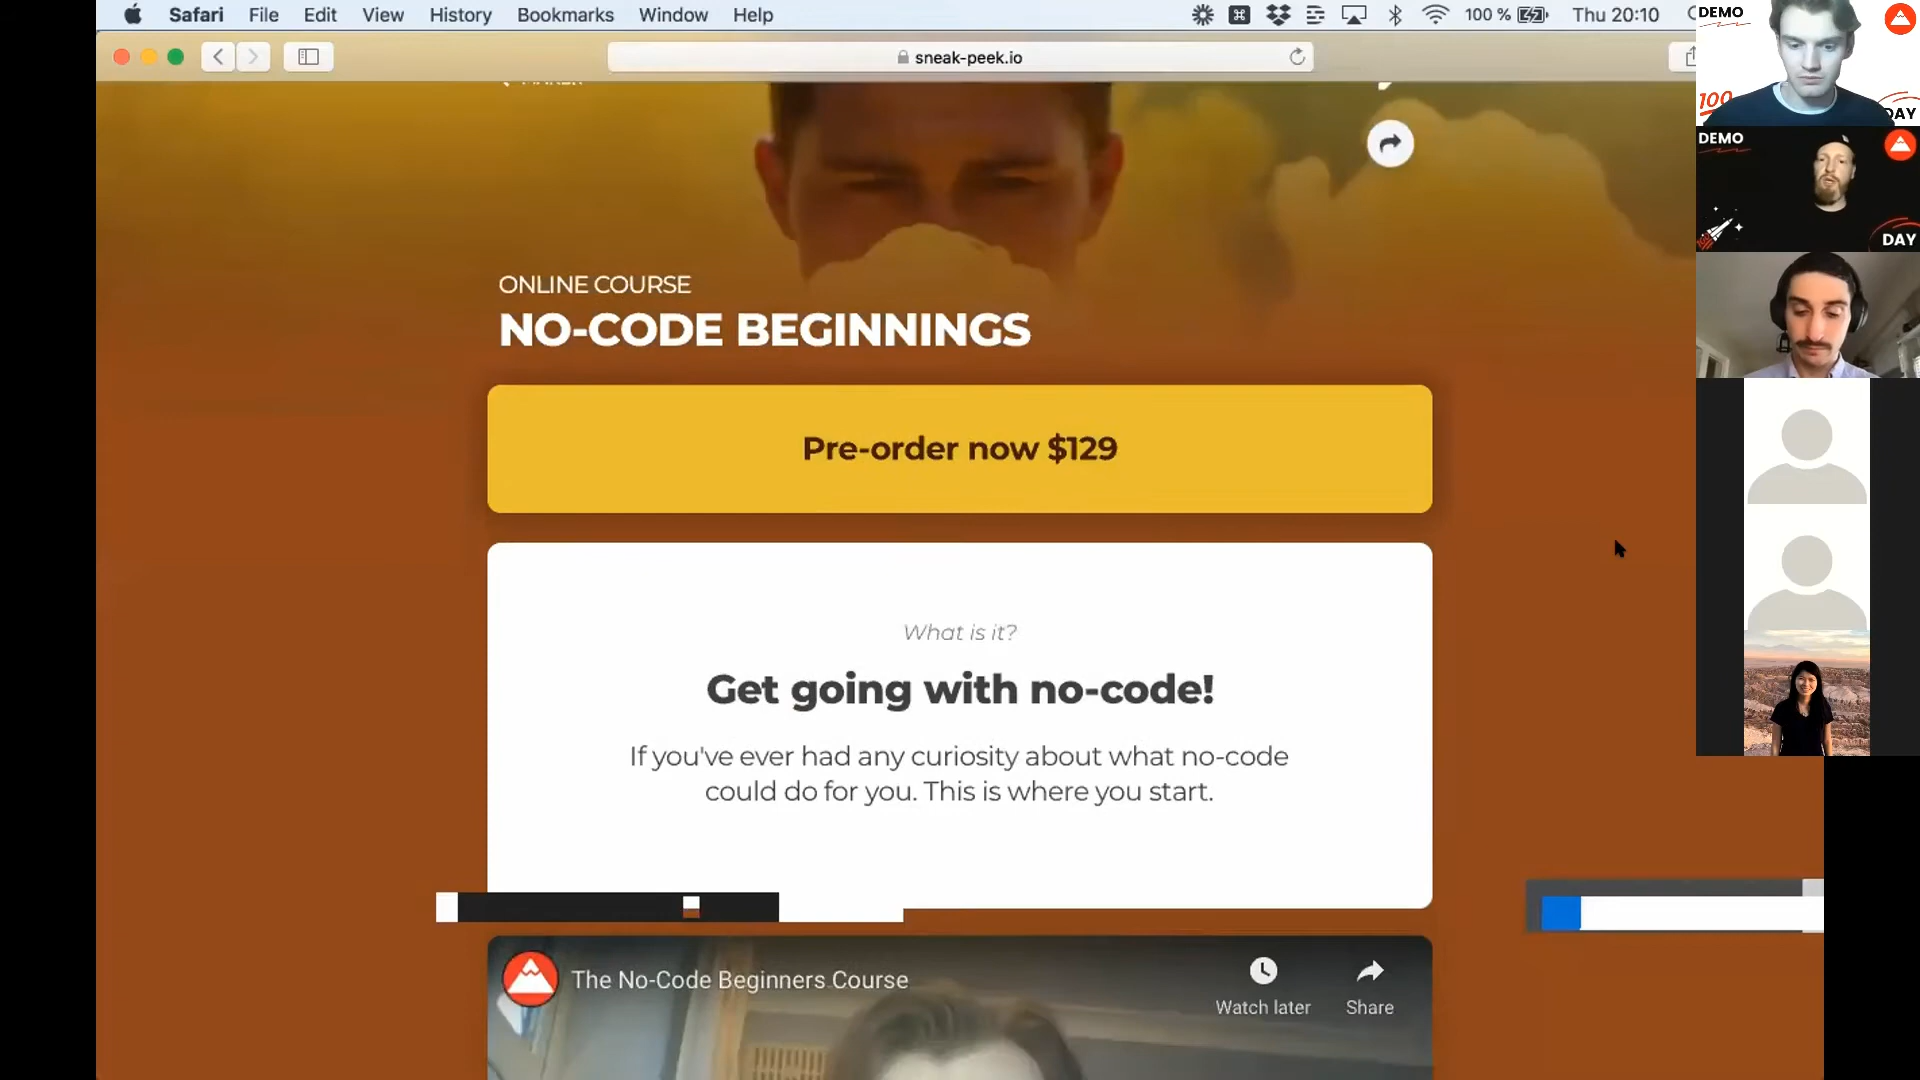 Safari File Edit View History Bookmarks Window Help 100 % Thu 20:10
sneak-peek.io
ONLINE COURSE
NO-CODE BEGINNINGS
Pre-order now $129
What is it?
Get going with no-code!
If you've ever had any curiosity about what no-code
could do for you. This is where you start.
The No-Code Beginners Course
Watch later
Share
DEMO
100
DAY
DEMO
DAY